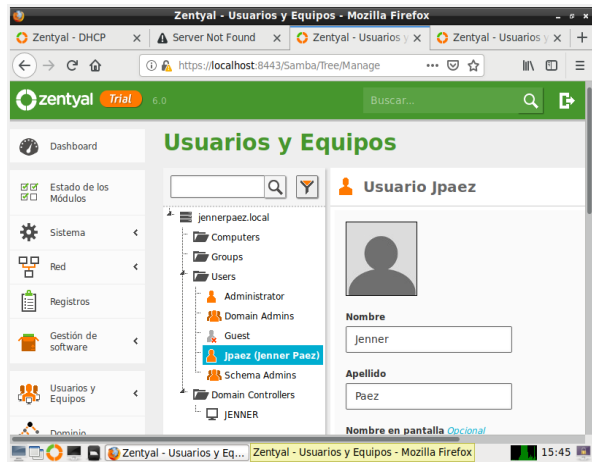 Zentyal - Usuarios y Equipos - Mozilla Firefox
Zentyal - DHCP
Server Not Found
Zentyal - Usuarios y
Zentyal - Usuarios y
https://localhost:8443/Samba/Tree/Manage
zentyal Trial 6.0
Buscar...
Dashboard
Estado de los
Módulos
Sistema
Red
Registros
Gestión de
software
Usuarios y
Equipos
Dominio
Usuarios y Equipos
jennerpaez.local
Computers
Groups
Users
Administrator
Domain Admins
Guest
Jpaez (Jenner Paez)
Schema Admins
Domain Controllers
JENNER
Usuario Jpaez
Nombre
Jenner
Apellido
Paez
Nombre en pantalla Opcional
Zentyal - Usuarios y Eq...
Zentyal - Usuarios y Equipos - Mozilla Firefox
15:45